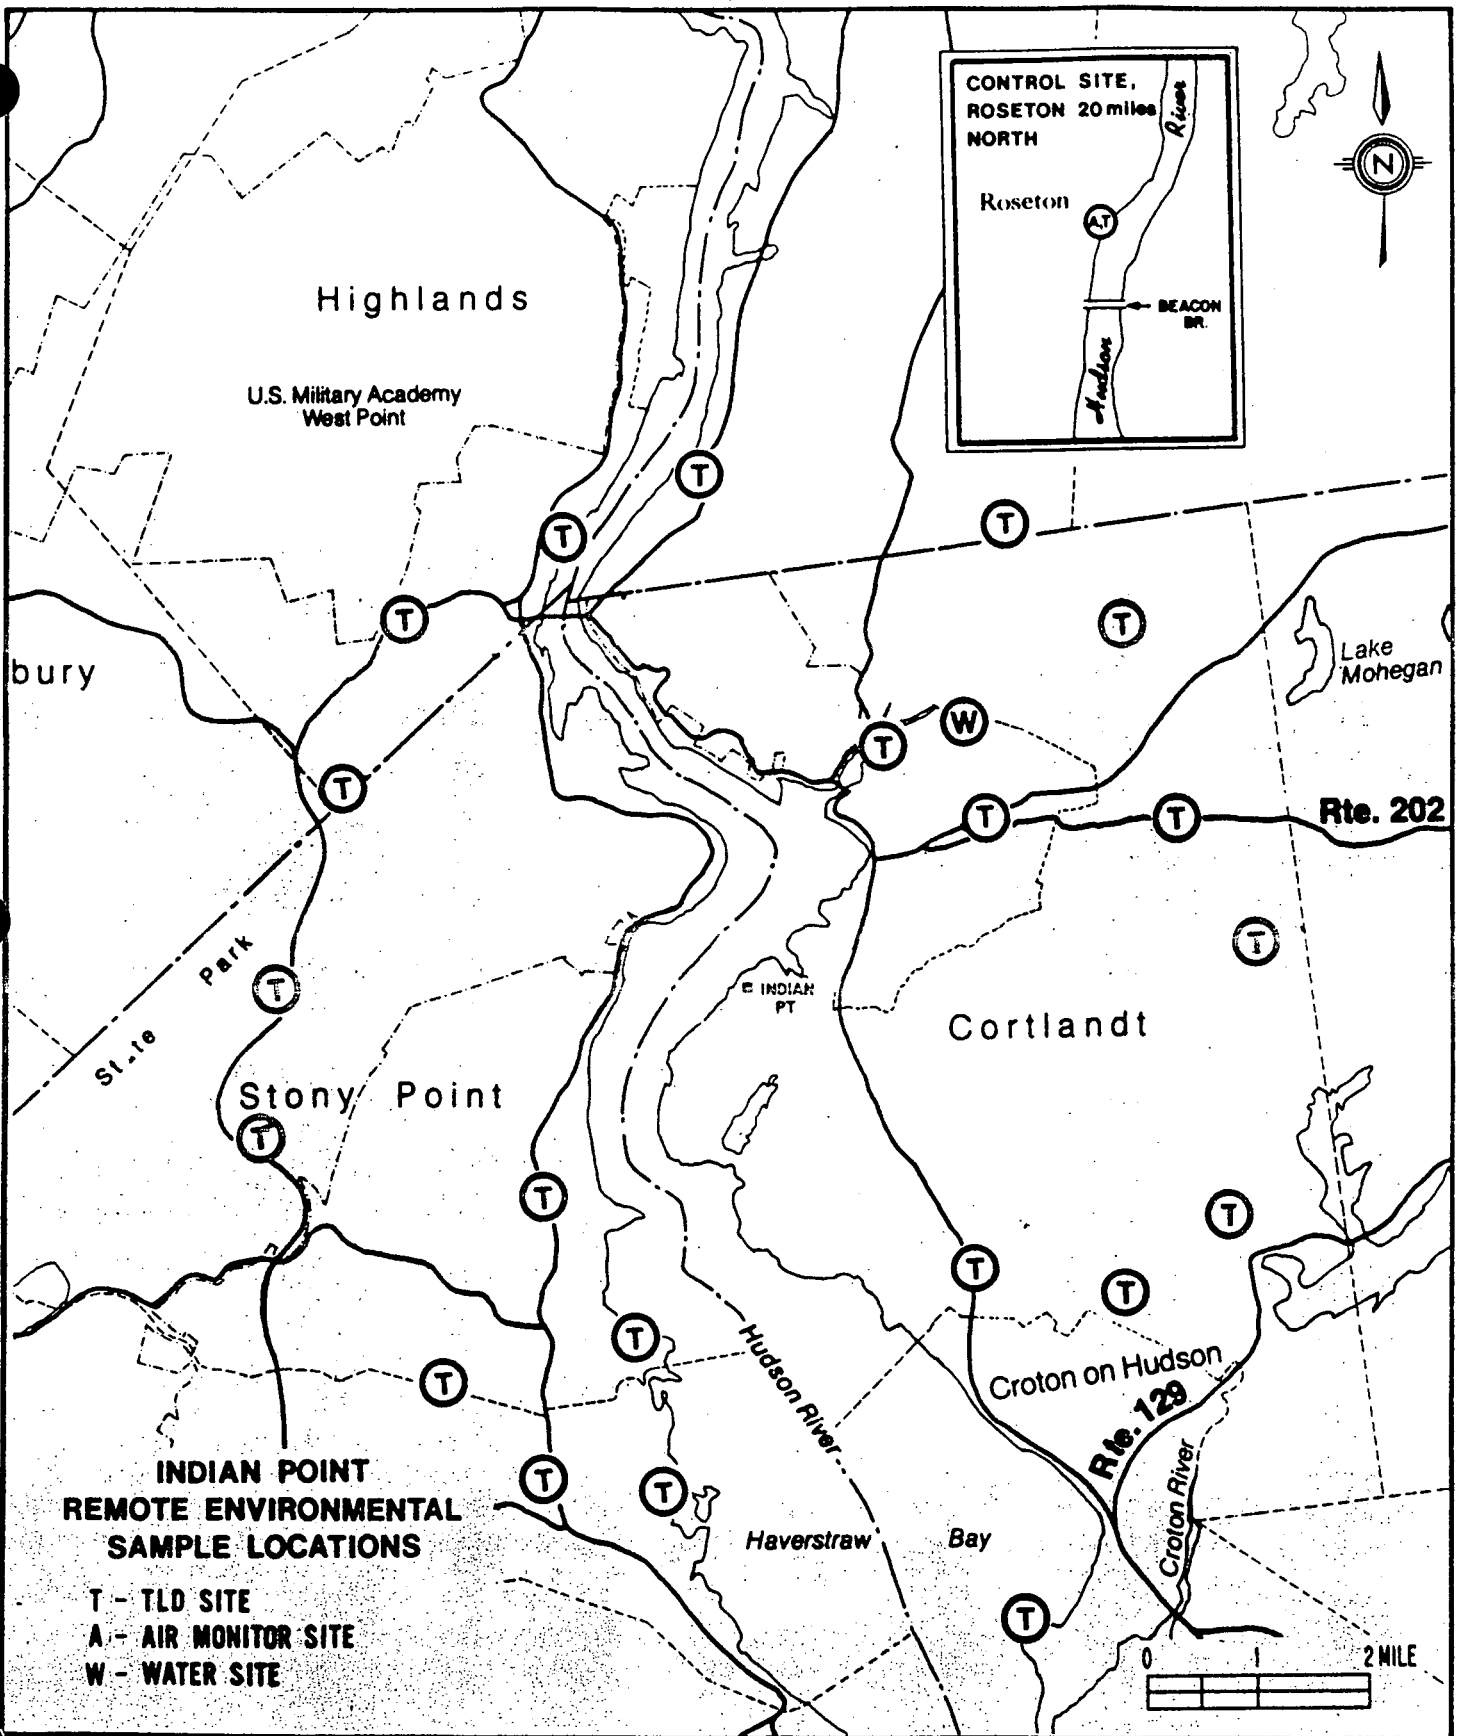 CONTROL SITE,
ROSETON 20 miles
NORTH
River
Roseton
A,T
BEACON
BR.
Hudson
N
Highlands
U.S. Military Academy
West Point
T
T
T
T
T
bury
Lake
Mohegan
W
T
T
T
T
Rte. 202
T
Park
T
INDIAN
PT
Cortlandt
State
Stony Point
T
T
T
T
T
T
Hudson River
T
Croton on Hudson
Rte. 129
INDIAN POINT
REMOTE ENVIRONMENTAL
SAMPLE LOCATIONS
T
T
Haverstraw Bay
Croton River
T - TLD SITE
A - AIR MONITOR SITE
W - WATER SITE
T
0 1 2 MILE